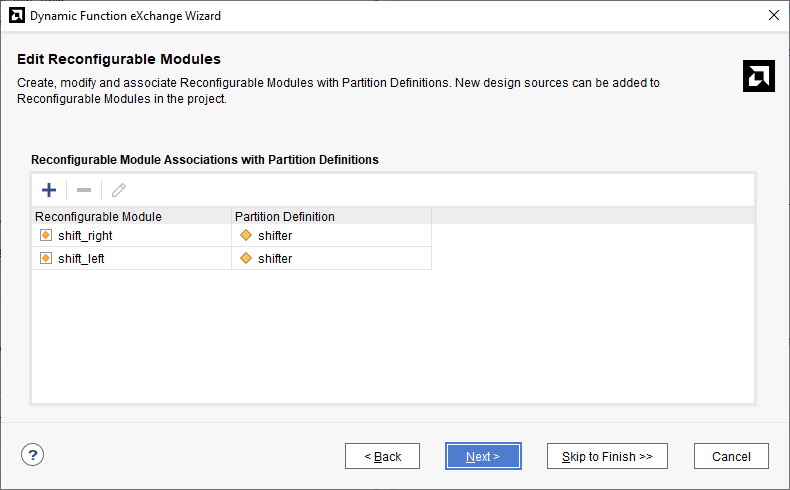 Dynamic Function eXchange Wizard
Edit Reconfigurable Modules
Create, modify and associate Reconfigurable Modules with Partition Definitions. New design sources can be added to
Reconfigurable Modules in the project.
Reconfigurable Module Associations with Partition Definitions
Reconfigurable Module Partition Definition
shift_right shifter
shift_left shifter
? < Back Next > Skip to Finish >> Cancel